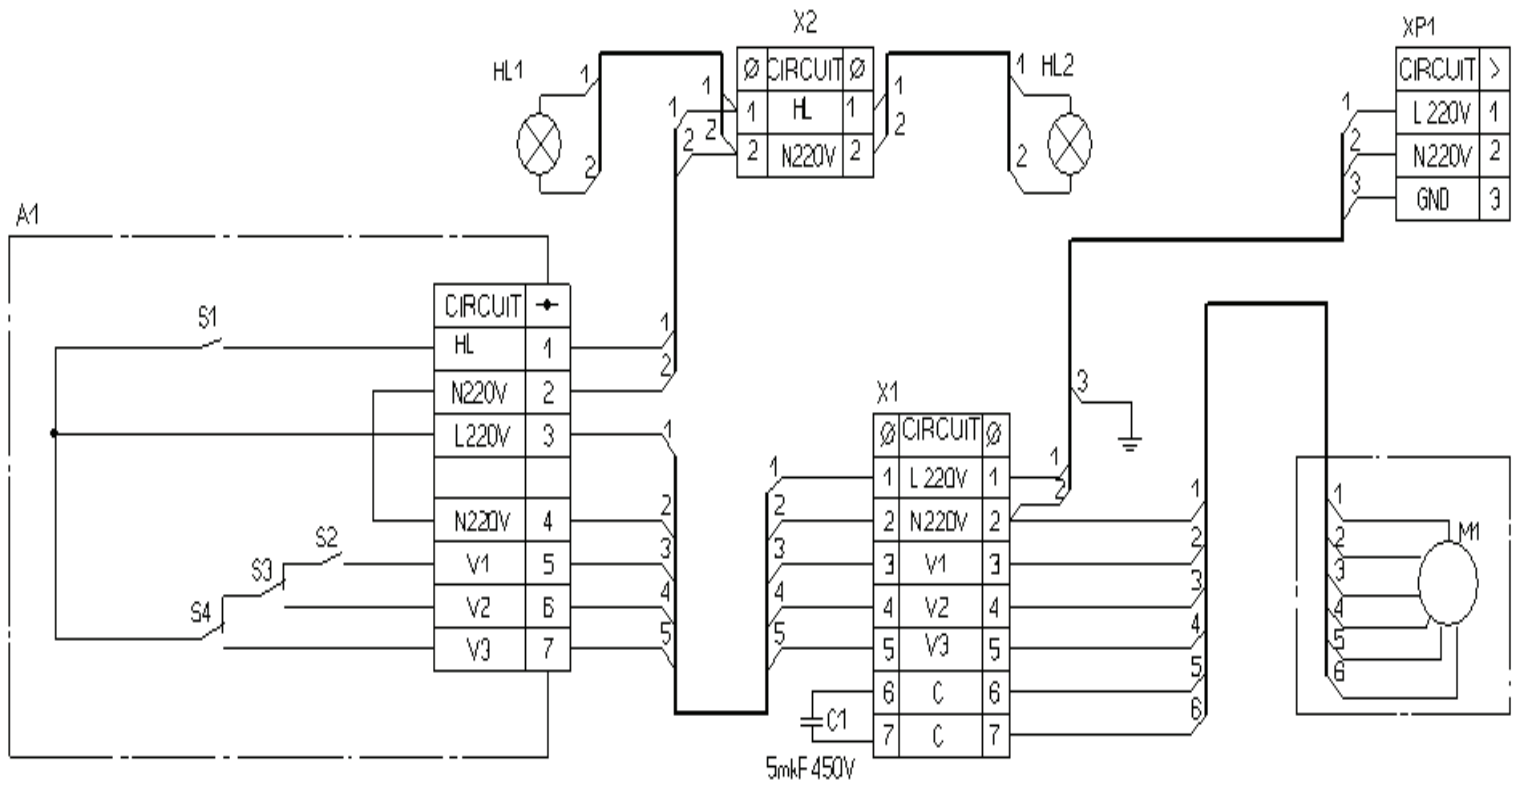 X2
XP1
HL1
1
Ø CIRCUIT Ø
1 HL 1
2 N220V 2
1
2
1
2
1
2
2
1
2
1
HL2
2
CIRCUIT >
L 220V 1
N220V 2
GND 3
1
2
3
A1
S1
CIRCUIT
HL 1
N220V 2
L220V 3
N220V 4
V1 5
V2 6
V3 7
S2
S3
S4
1
2
1
2
3
4
5
1
2
3
4
5
X1
Ø CIRCUIT Ø
1 L 220V 1
2 N220V 2
3 V1 3
4 V2 4
5 V3 5
6 C 6
7 C 7
C1
5mkF 450V
3
1
2
1
2
3
4
5
6
1
2
3
4
5
6
M1